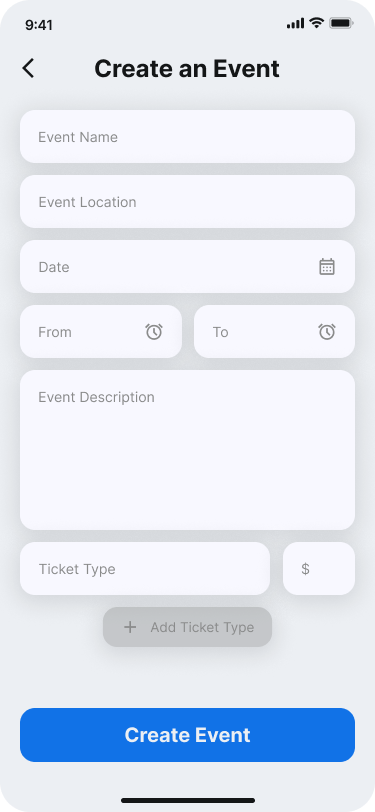 9:41
Create an Event
Event Name
Event Location
Date
From To
Event Description
Ticket Type $
+ Add Ticket Type
Create Event